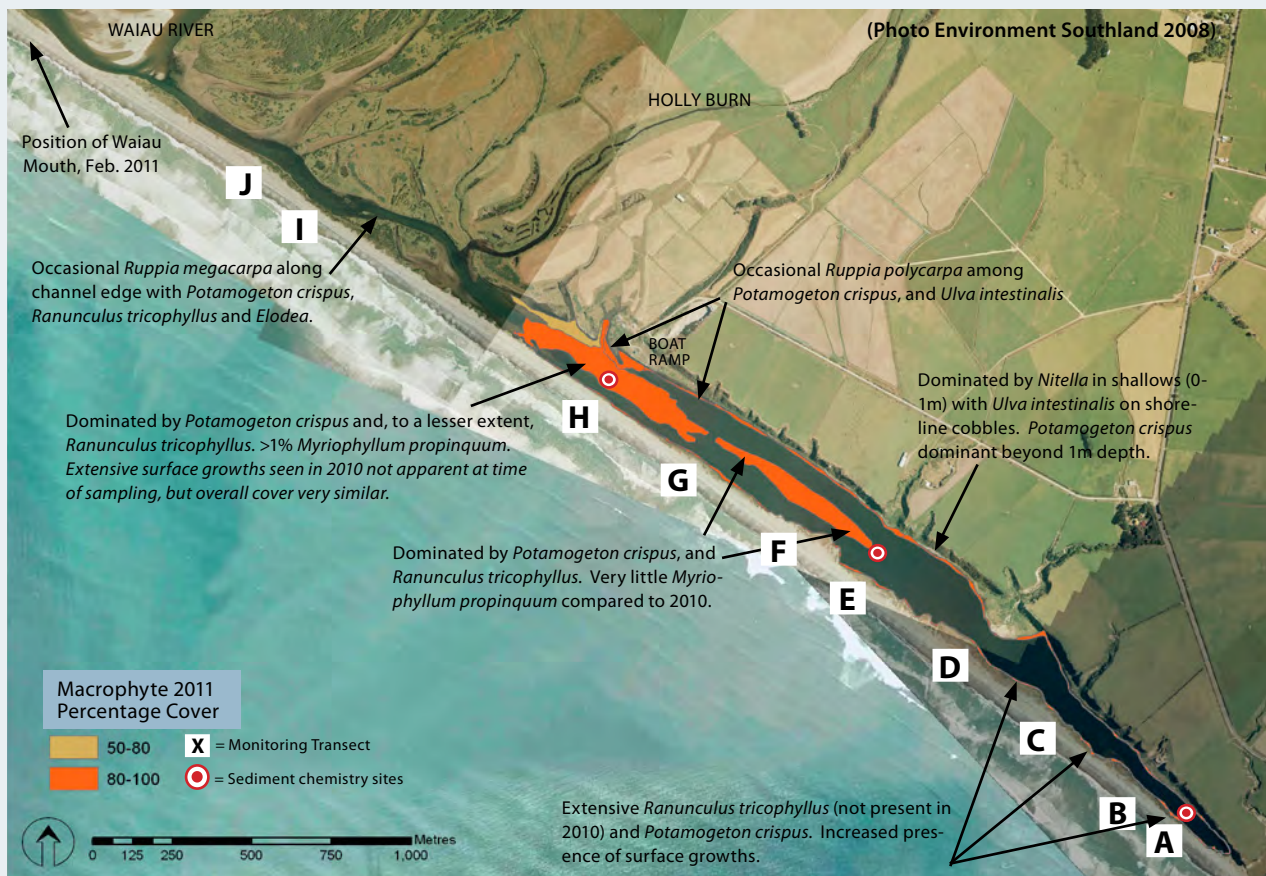 WAIAU RIVER
(Photo Environment Southland 2008)
HOLLY BURN
Position of Waiau
Mouth, Feb. 2011
J
I
Occasional Ruppia megacarpa along
channel edge with Potamogeton crispus,
Ranunculus tricophyllus and Elodea.
Occasional Ruppia polycarpa among
Potamogeton crispus, and Ulva intestinalis
BOAT
RAMP
Dominated by Nitella in shallows (0-
1m) with Ulva intestinalis on shore-
line cobbles. Potamogeton crispus
dominant beyond 1m depth.
H
Dominated by Potamogeton crispus and, to a lesser extent,
Ranunculus tricophyllus. >1% Myriophyllum propinquum.
Extensive surface growths seen in 2010 not apparent at time
of sampling, but overall cover very similar.
G
F
Dominated by Potamogeton crispus, and
Ranunculus tricophyllus. Very little Myrio-
phyllum propinquum compared to 2010.
E
D
C
B
A
Macrophyte 2011
Percentage Cover
50-80
X = Monitoring Transect
80-100
= Sediment chemistry sites
Extensive Ranunculus tricophyllus (not present in
2010) and Potamogeton crispus. Increased pres-
ence of surface growths.
Metres
0 125 250 500 750 1,000